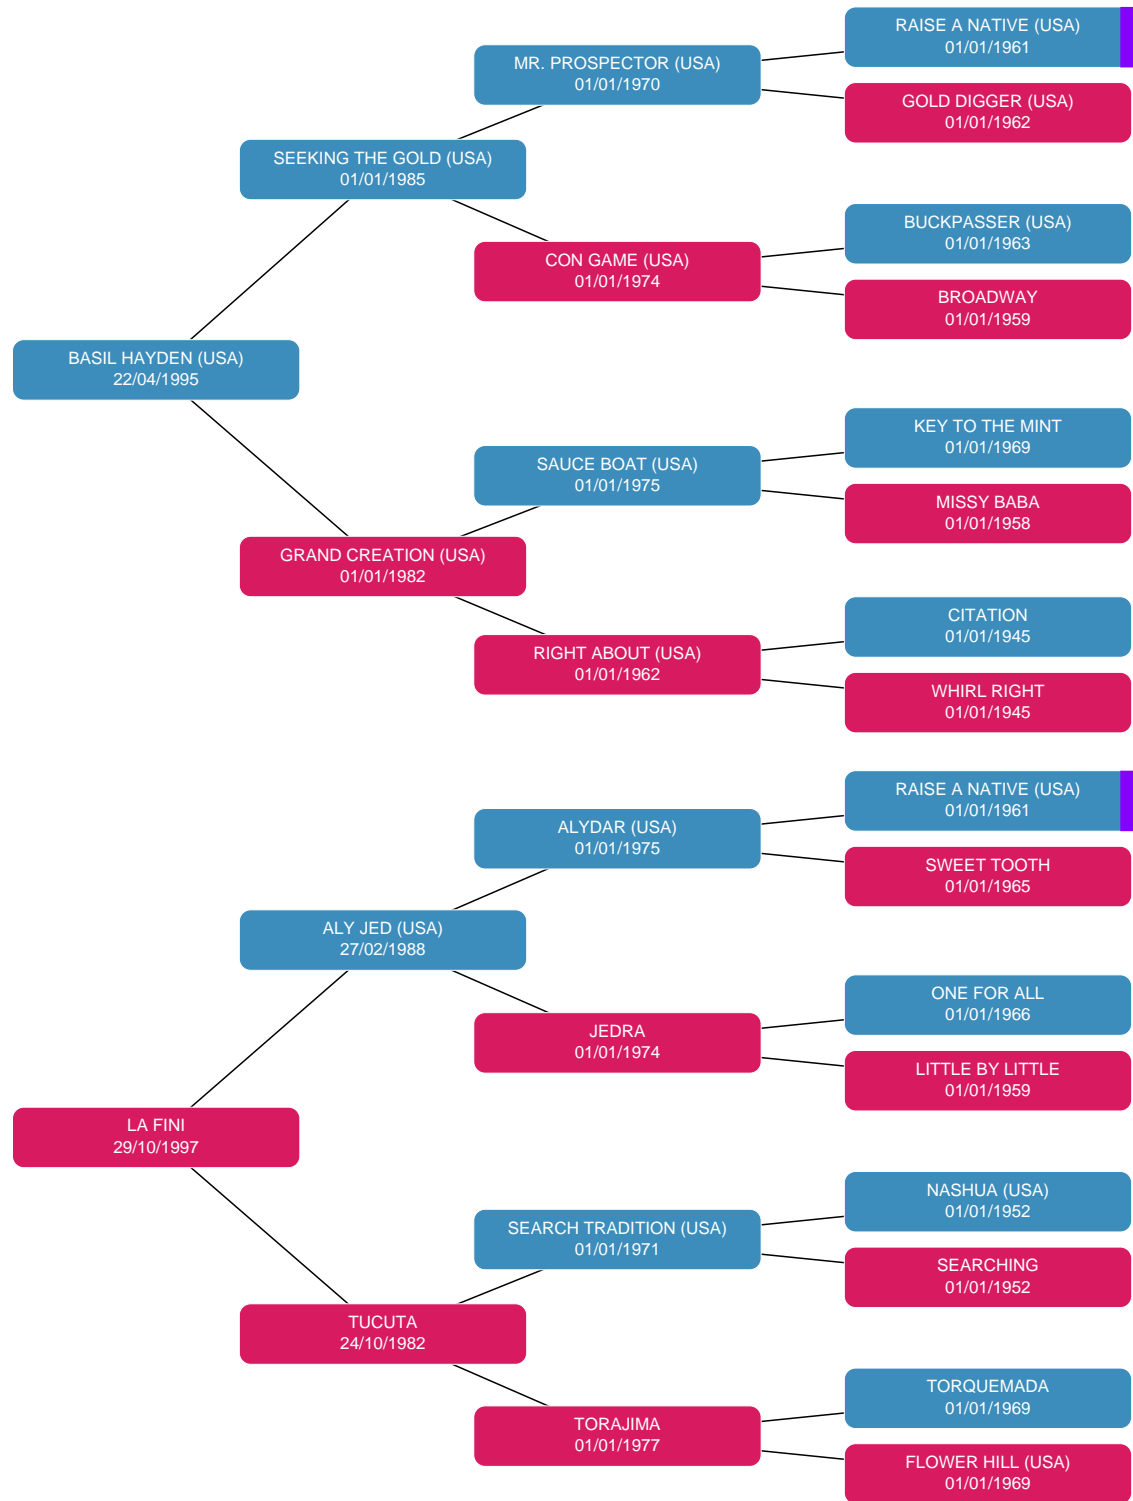 RAISE A NATIVE (USA)
01/01/1961
MR. PROSPECTOR (USA)
01/01/1970
GOLD DIGGER (USA)
01/01/1962
SEEKING THE GOLD (USA)
01/01/1985
BUCKPASSER (USA)
01/01/1963
CON GAME (USA)
01/01/1974
BROADWAY
01/01/1959
BASIL HAYDEN (USA)
22/04/1995
KEY TO THE MINT
01/01/1969
SAUCE BOAT (USA)
01/01/1975
MISSY BABA
01/01/1958
GRAND CREATION (USA)
01/01/1982
CITATION
01/01/1945
RIGHT ABOUT (USA)
01/01/1962
WHIRL RIGHT
01/01/1945
RAISE A NATIVE (USA)
01/01/1961
ALYDAR (USA)
01/01/1975
SWEET TOOTH
01/01/1965
ALY JED (USA)
27/02/1988
ONE FOR ALL
01/01/1966
JEDRA
01/01/1974
LITTLE BY LITTLE
01/01/1959
LA FINI
29/10/1997
NASHUA (USA)
01/01/1952
SEARCH TRADITION (USA)
01/01/1971
SEARCHING
01/01/1952
TUCUTA
24/10/1982
TORQUEMADA
01/01/1969
TORAJIMA
01/01/1977
FLOWER HILL (USA)
01/01/1969